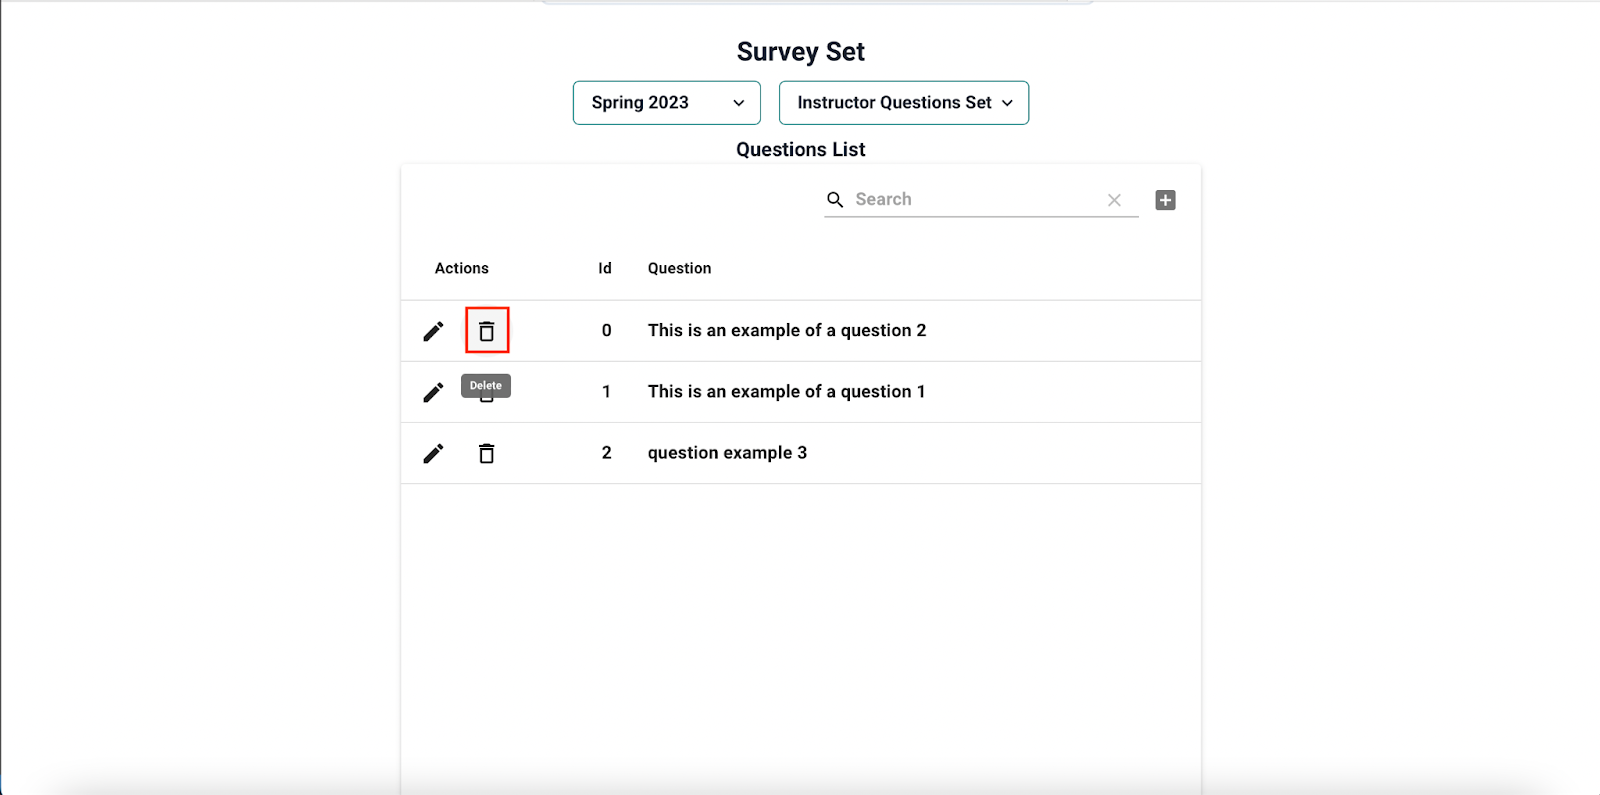 Survey Set
Spring 2023 Instructor Questions Set
Questions List
Search
Actions Id Question
0 This is an example of a question 2
Delete
1 This is an example of a question 1
2 question example 3